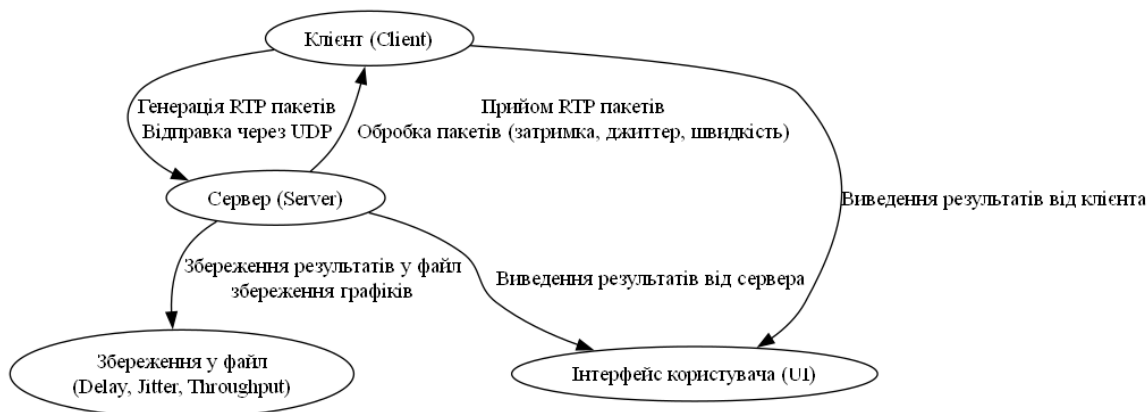 Клієнт (Client)
Генерація RTP пакетів
Відправка через UDP
Прийом RTP пакетів
Обробка пакетів (затримка, джиттер, швидкість)
Сервер (Server)
Виведення результатів від клієнта
Збереження результатів у файл
збереження графіків
Виведення результатів від сервера
Збереження у файл
(Delay, Jitter, Throughput)
Інтерфейс користувача (UI)